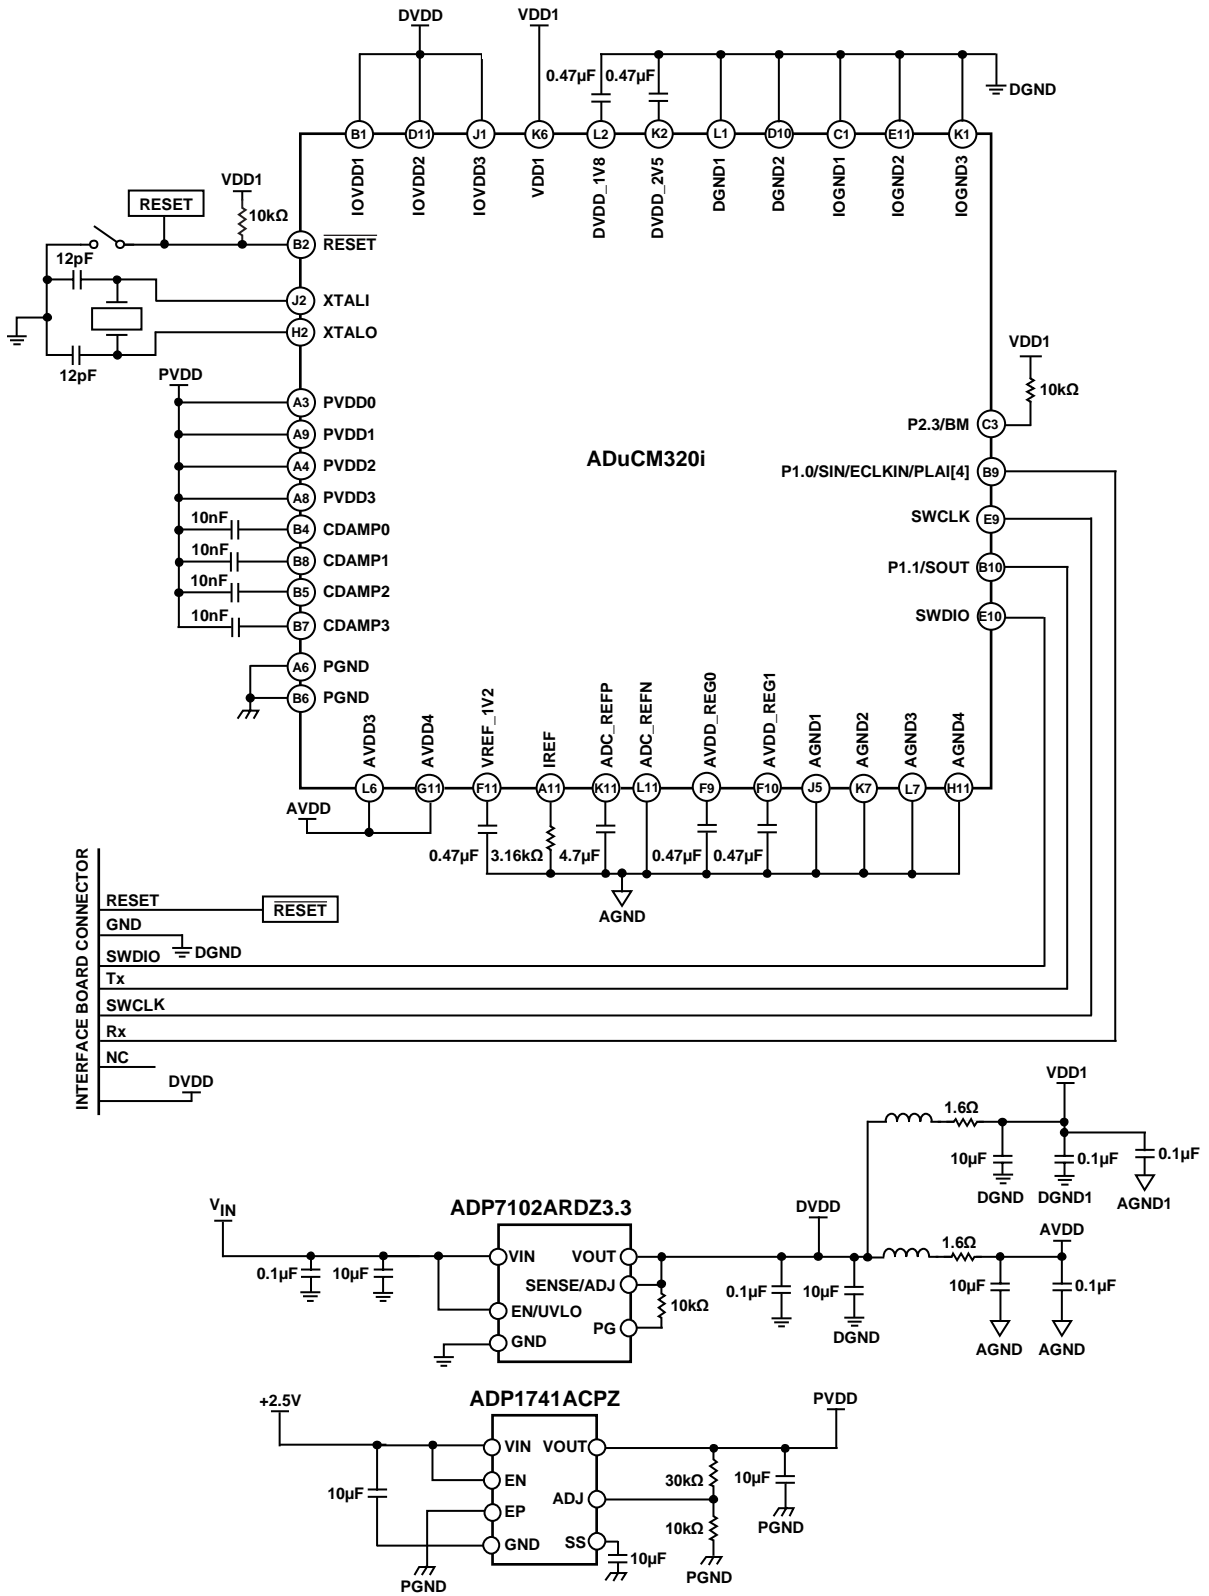 DVDD
VDD1
0.47µF
0.47µF
DGND
B1
D11
J1
K6
L2
K2
L1
D10
C1
E11
K1
IOVDD1
IOVDD2
IOVDD3
VDD1
DVDD_1V8
DVDD_2V5
DGND1
DGND2
IOGND1
IOGND2
IOGND3
VDD1
RESET
10kΩ
B2
RESET
12pF
J2
XTALI
H2
XTALO
12pF
PVDD
A3
PVDD0
A9
PVDD1
A4
PVDD2
A8
PVDD3
10nF
B4
CDAMP0
10nF
B8
CDAMP1
10nF
B5
CDAMP2
10nF
B7
CDAMP3
A6
PGND
B6
PGND
ADuCM320i
VDD1
10kΩ
P2.3/BM
C3
P1.0/SIN/ECLKIN/PLAI[4]
B9
SWCLK
E9
P1.1/SOUT
B10
SWDIO
E10
AVDD3
AVDD4
VREF_1V2
IREF
ADC_REFP
ADC_REFN
AVDD_REG0
AVDD_REG1
AGND1
AGND2
AGND3
AGND4
L6
G11
F11
A11
K11
L11
F9
F10
J5
K7
L7
H11
AVDD
0.47µF
3.16kΩ
4.7µF
0.47µF
0.47µF
AGND
INTERFACE BOARD CONNECTOR
RESET
RESET
GND
DGND
SWDIO
Tx
SWCLK
Rx
NC
DVDD
VDD1
1.6Ω
10µF
0.1µF
0.1µF
DGND
DGND1
AGND1
VIN
ADP7102ARDZ3.3
DVDD
AVDD
VIN
VOUT
1.6Ω
0.1µF
10µF
SENSE/ADJ
EN/UVLO
10kΩ
PG
GND
0.1µF
10µF
DGND
10µF
0.1µF
AGND
AGND
ADP1741ACPZ
+2.5V
PVDD
VIN
VOUT
EN
10µF
30kΩ
10µF
EP
ADJ
10kΩ
PGND
GND
SS
10µF
PGND
PGND